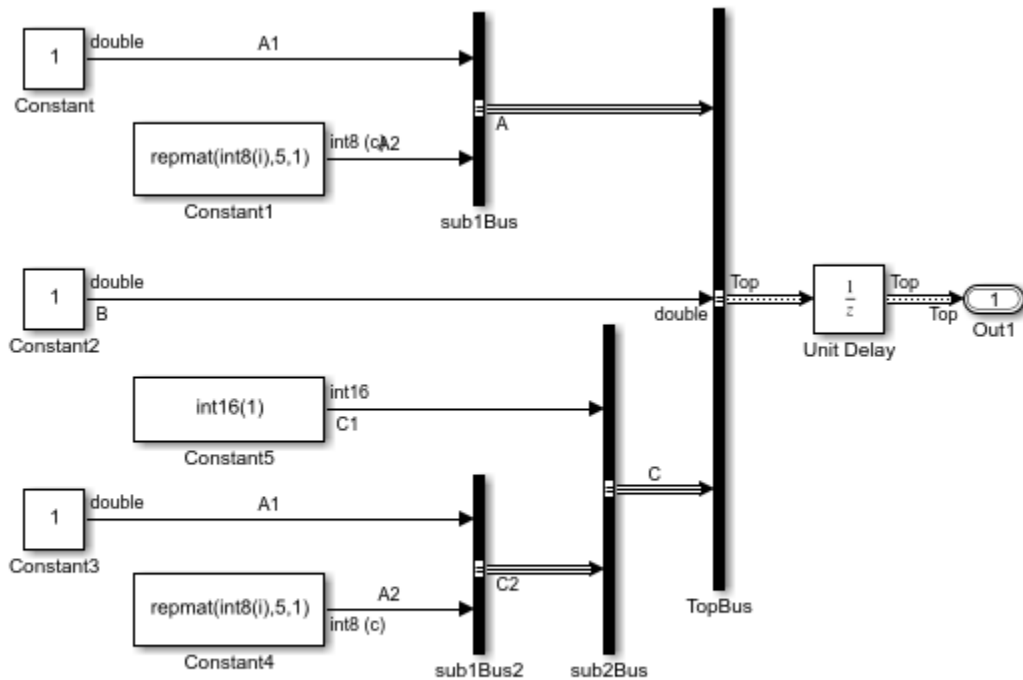 double
A1
1
Constant
A
int8 (c)
A2
repmat(int8(i),5,1)
Constant1
sub1Bus
double
1
B
Constant2
double
Top
Top
1
z
1
Top
Unit Delay
Out1
int16
int16(1)
C1
Constant5
C
double
A1
1
Constant3
C2
A2
repmat(int8(i),5,1)
int8 (c)
Constant4
sub1Bus2
sub2Bus
TopBus